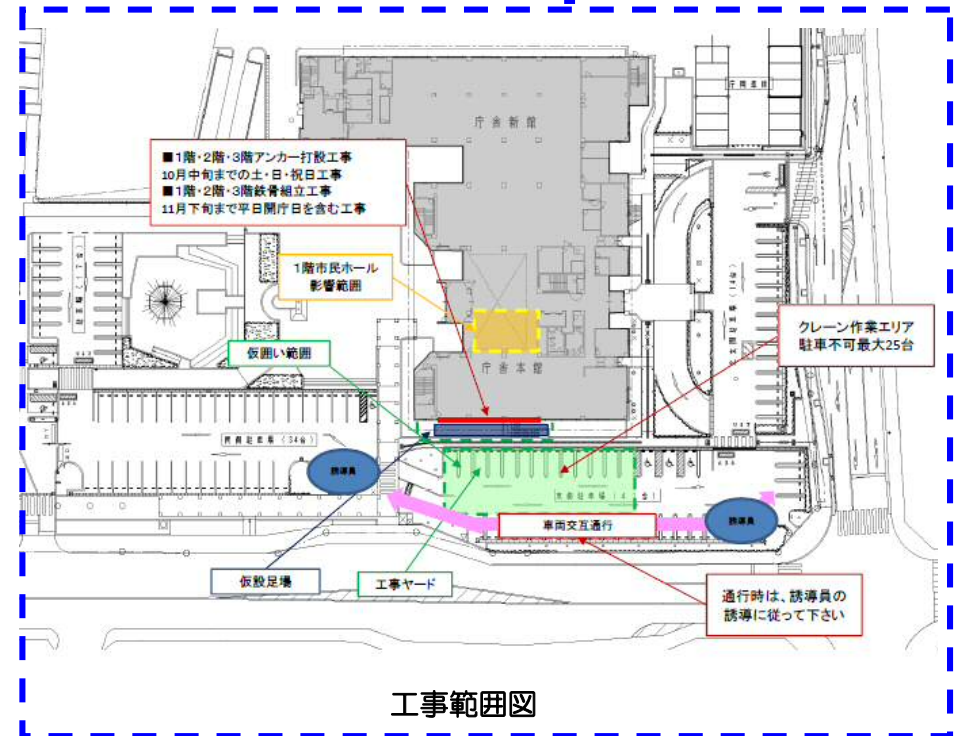 庁舎新館
■1階・2階・3階アンカー打設工事
10月中旬までの土・日・祝日工事
■1階・2階・3階鉄骨組立工事
11月下旬まで平日開庁日を含む工事
1階市民ホール
影響範囲
仮囲い範囲
クレーン作業エリア
駐車不可最大25台
庁舎本館
誘導員
車両交互通行
誘導員
仮設足場
工事ヤード
通行時は、誘導員の
誘導に従って下さい
工事範囲図